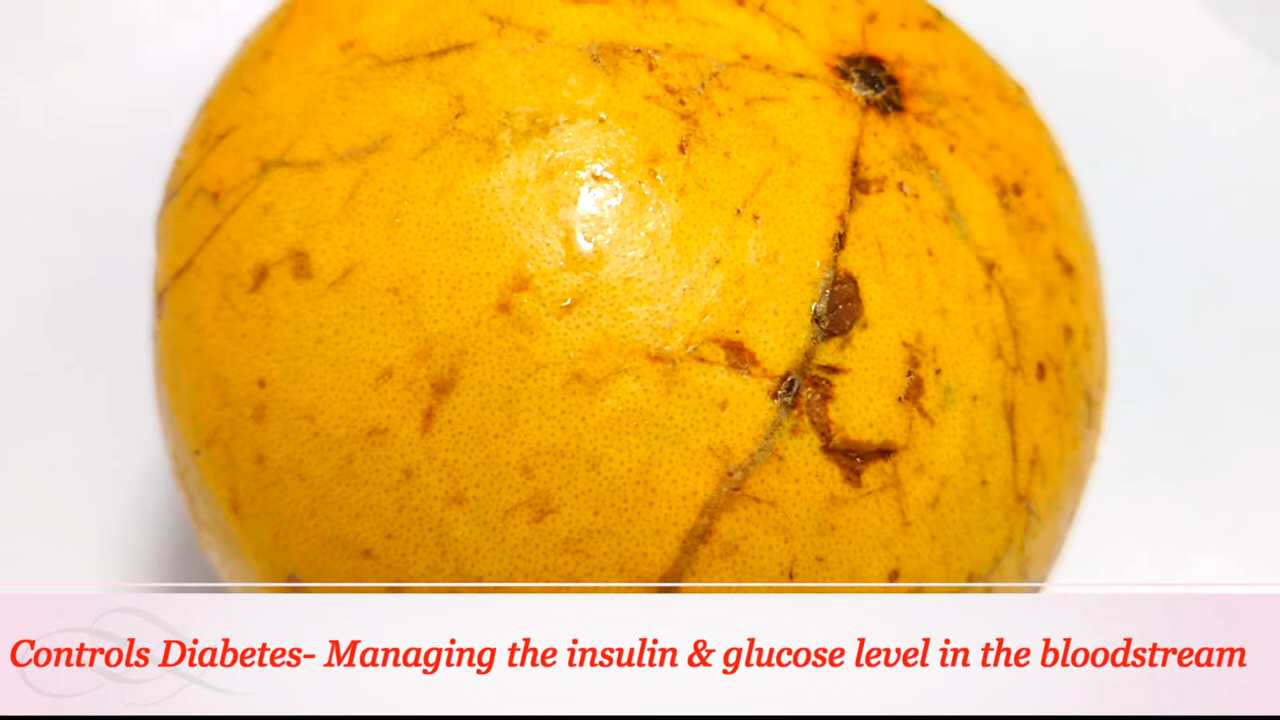 Controls Diabetes- Managing the insulin & glucose level in the bloodstream